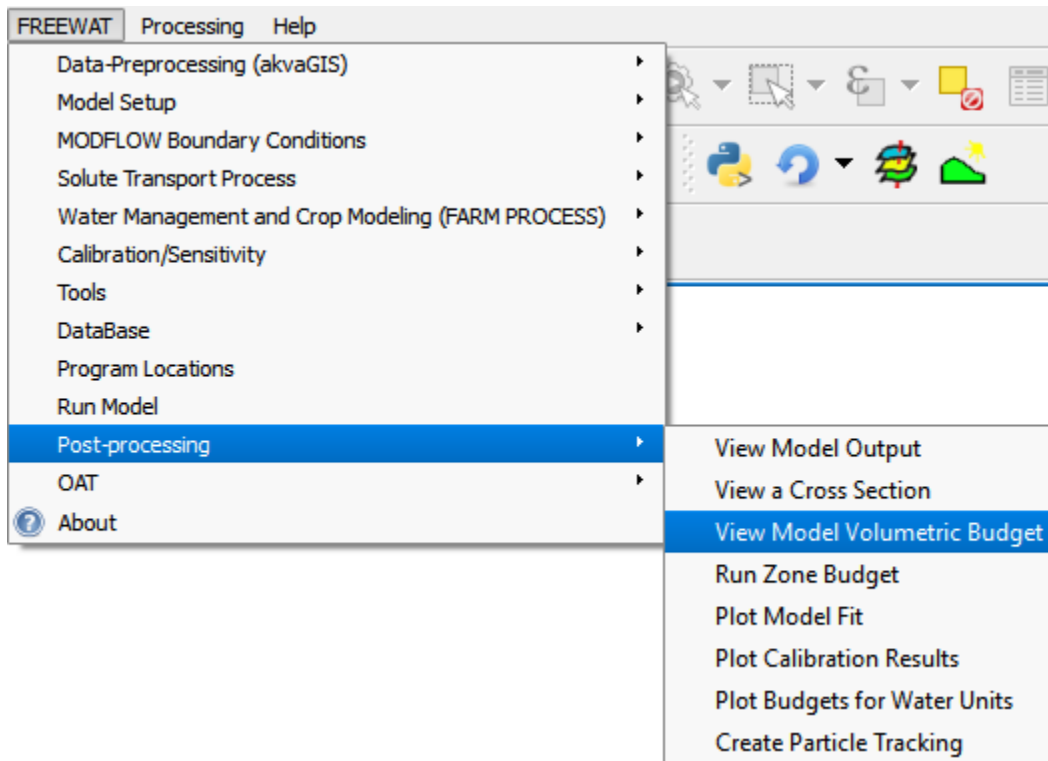 FREEWAT Processing Help
Data-Preprocessing (akvaGIS)
Model Setup
MODFLOW Boundary Conditions
Solute Transport Process
Water Management and Crop Modeling (FARM PROCESS)
Calibration/Sensitivity
Tools
DataBase
Program Locations
Run Model
Post-processing
OAT
About
View Model Output
View a Cross Section
View Model Volumetric Budget
Run Zone Budget
Plot Model Fit
Plot Calibration Results
Plot Budgets for Water Units
Create Particle Tracking